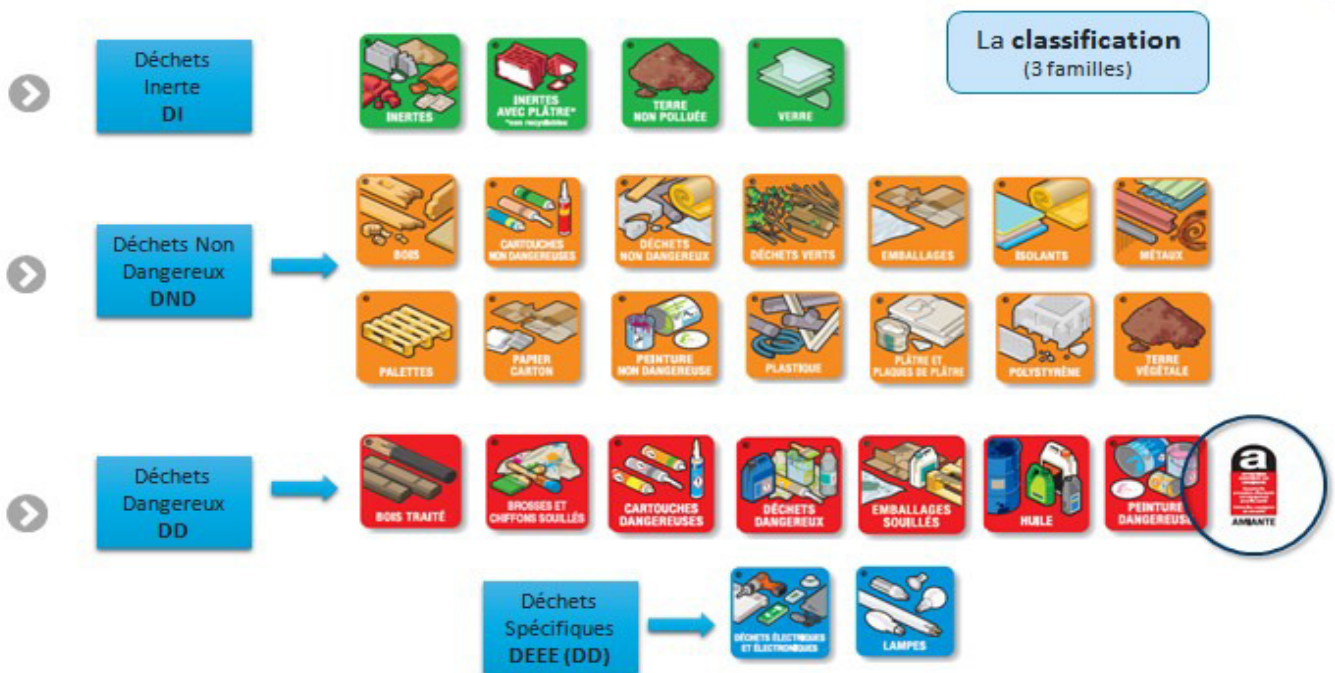 La classification
(3 familles)
Déchets
Inerte
DI
INERTES
INERTES
AVEC PLÂTRE*
*non recyclables
TERRE
NON POLLUÉE
VERRE
Déchets Non
Dangereux
DND
BOIS
CARTOUCHES
NON DANGEREUSES
DÉCHETS
NON DANGEREUX
DÉCHETS VERTS
EMBALLAGES
ISOLANTS
MÉTAUX
PALETTES
PAPIER
CARTON
PEINTURE
NON DANGEREUSE
PLASTIQUE
PLÂTRE ET
PLAQUES DE PLÂTRE
POLYSTYRÈNE
TERRE
VÉGÉTALE
Déchets
Dangereux
DD
BOIS TRAITÉ
BROSSES ET
CHIFFONS SOUILLÉS
CARTOUCHES
DANGEREUSES
DÉCHETS
DANGEREUX
EMBALLAGES
SOUILLÉS
HUILE
PEINTURE
DANGEREUSE
a
AMIANTE
Déchets
Spécifiques
DEEE (DD)
DÉCHETS ÉLECTRIQUES
ET ÉLECTRONIQUES
LAMPES